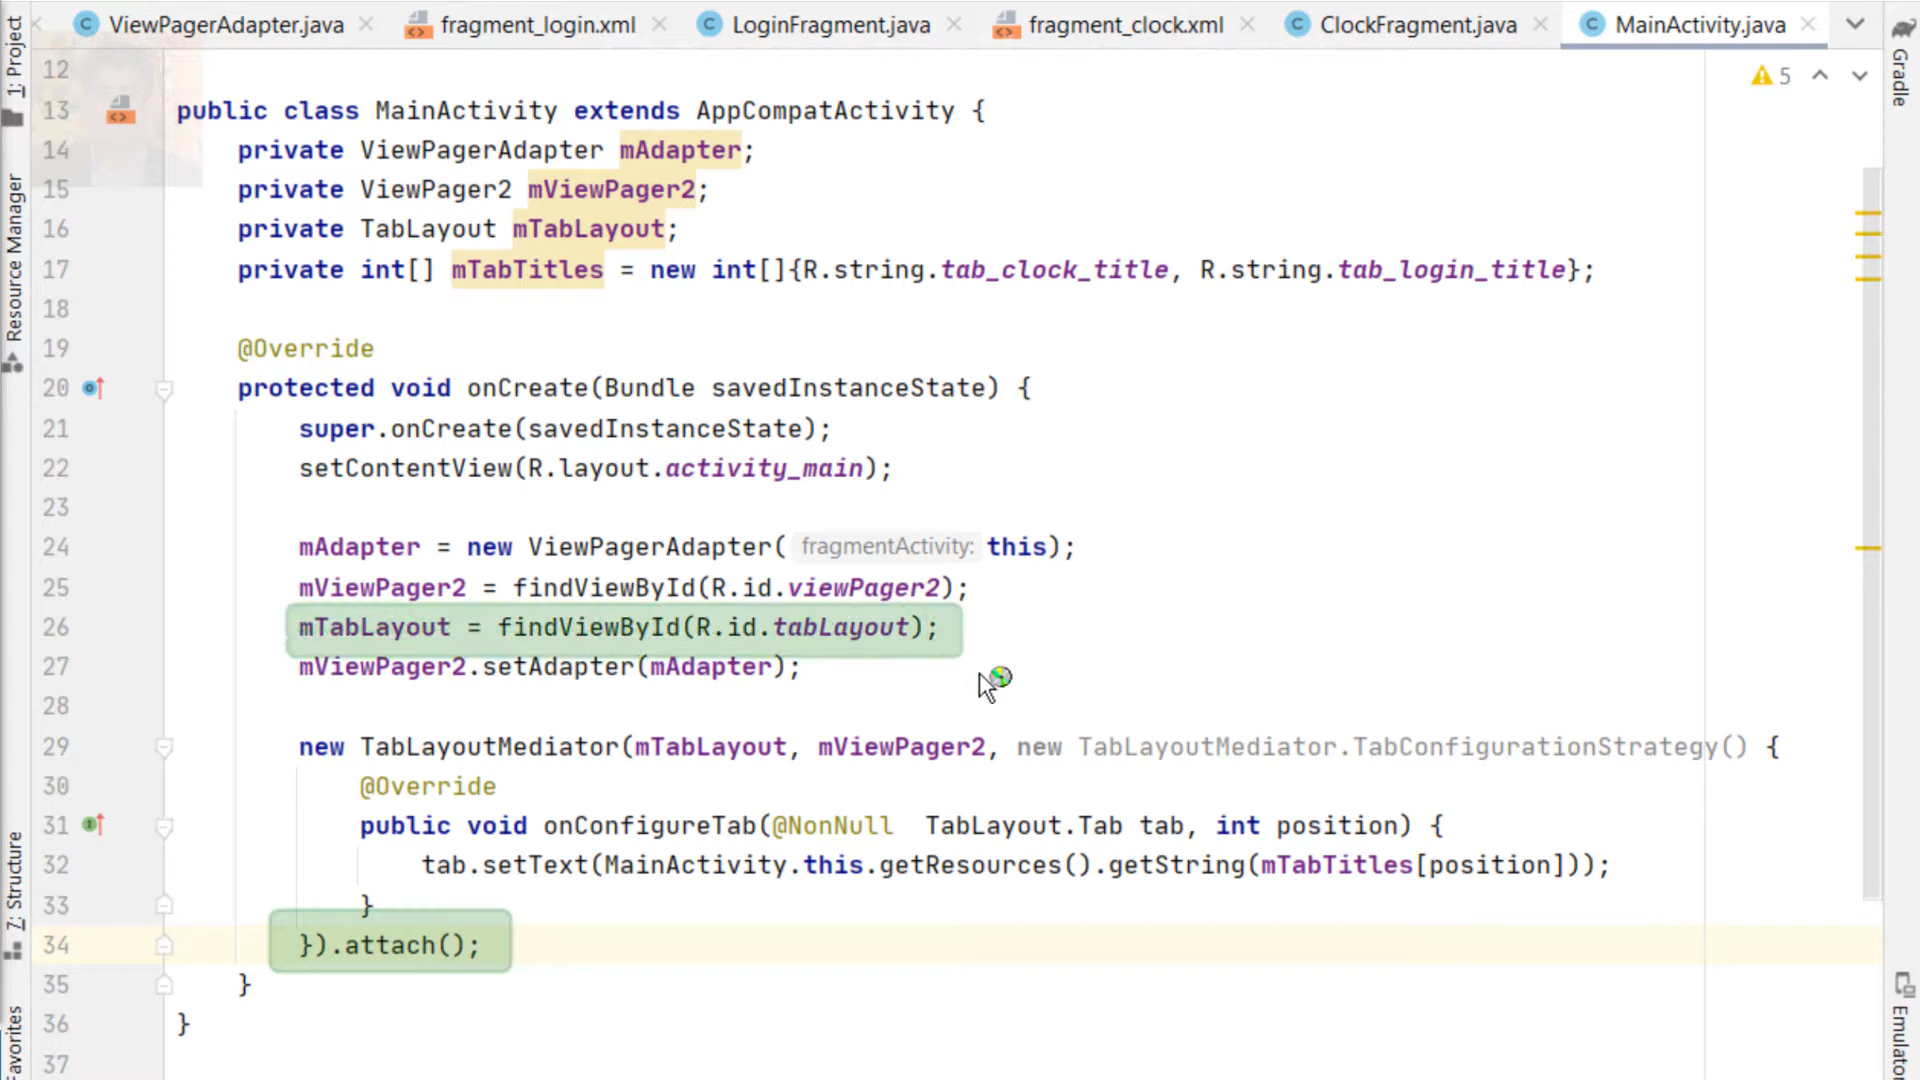 ViewPagerAdapter.java fragment_login.xml LoginFragment.java fragment_clock.xml ClockFragment.java MainActivity.java
1: Project
Resource Manager
7: Structure
Favorites
Gradle
Emulator
5
12
13 public class MainActivity extends AppCompatActivity {
14 private ViewPagerAdapter mAdapter;
15 private ViewPager2 mViewPager2;
16 private TabLayout mTabLayout;
17 private int[] mTabTitles = new int[]{R.string.tab_clock_title, R.string.tab_login_title};
18
19 @Override
20 protected void onCreate(Bundle savedInstanceState) {
21 super.onCreate(savedInstanceState);
22 setContentView(R.layout.activity_main);
23
24 mAdapter = new ViewPagerAdapter( fragmentActivity: this);
25 mViewPager2 = findViewById(R.id.viewPager2);
26 mTabLayout = findViewById(R.id.tabLayout);
27 mViewPager2.setAdapter(mAdapter);
28
29 new TabLayoutMediator(mTabLayout, mViewPager2, new TabLayoutMediator.TabConfigurationStrategy() {
30 @Override
31 public void onConfigureTab(@NonNull TabLayout.Tab tab, int position) {
32 tab.setText(MainActivity.this.getResources().getString(mTabTitles[position]));
33 }
34 }).attach();
35 }
36 }
37